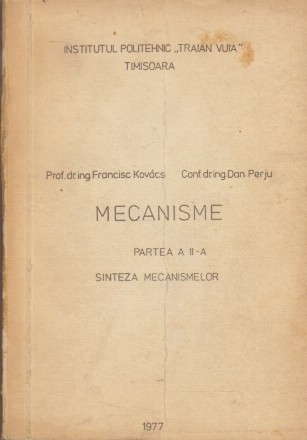 INSTITUTUL POLITEHNIC „TRAIAN VUIA"
TIMISOARA
Prof. dr. ing. Francisc Kovács Conf. dr. ing. Dan Perju
MECANISME
PARTEA A II-A
SINTEZA MECANISMELOR
1977